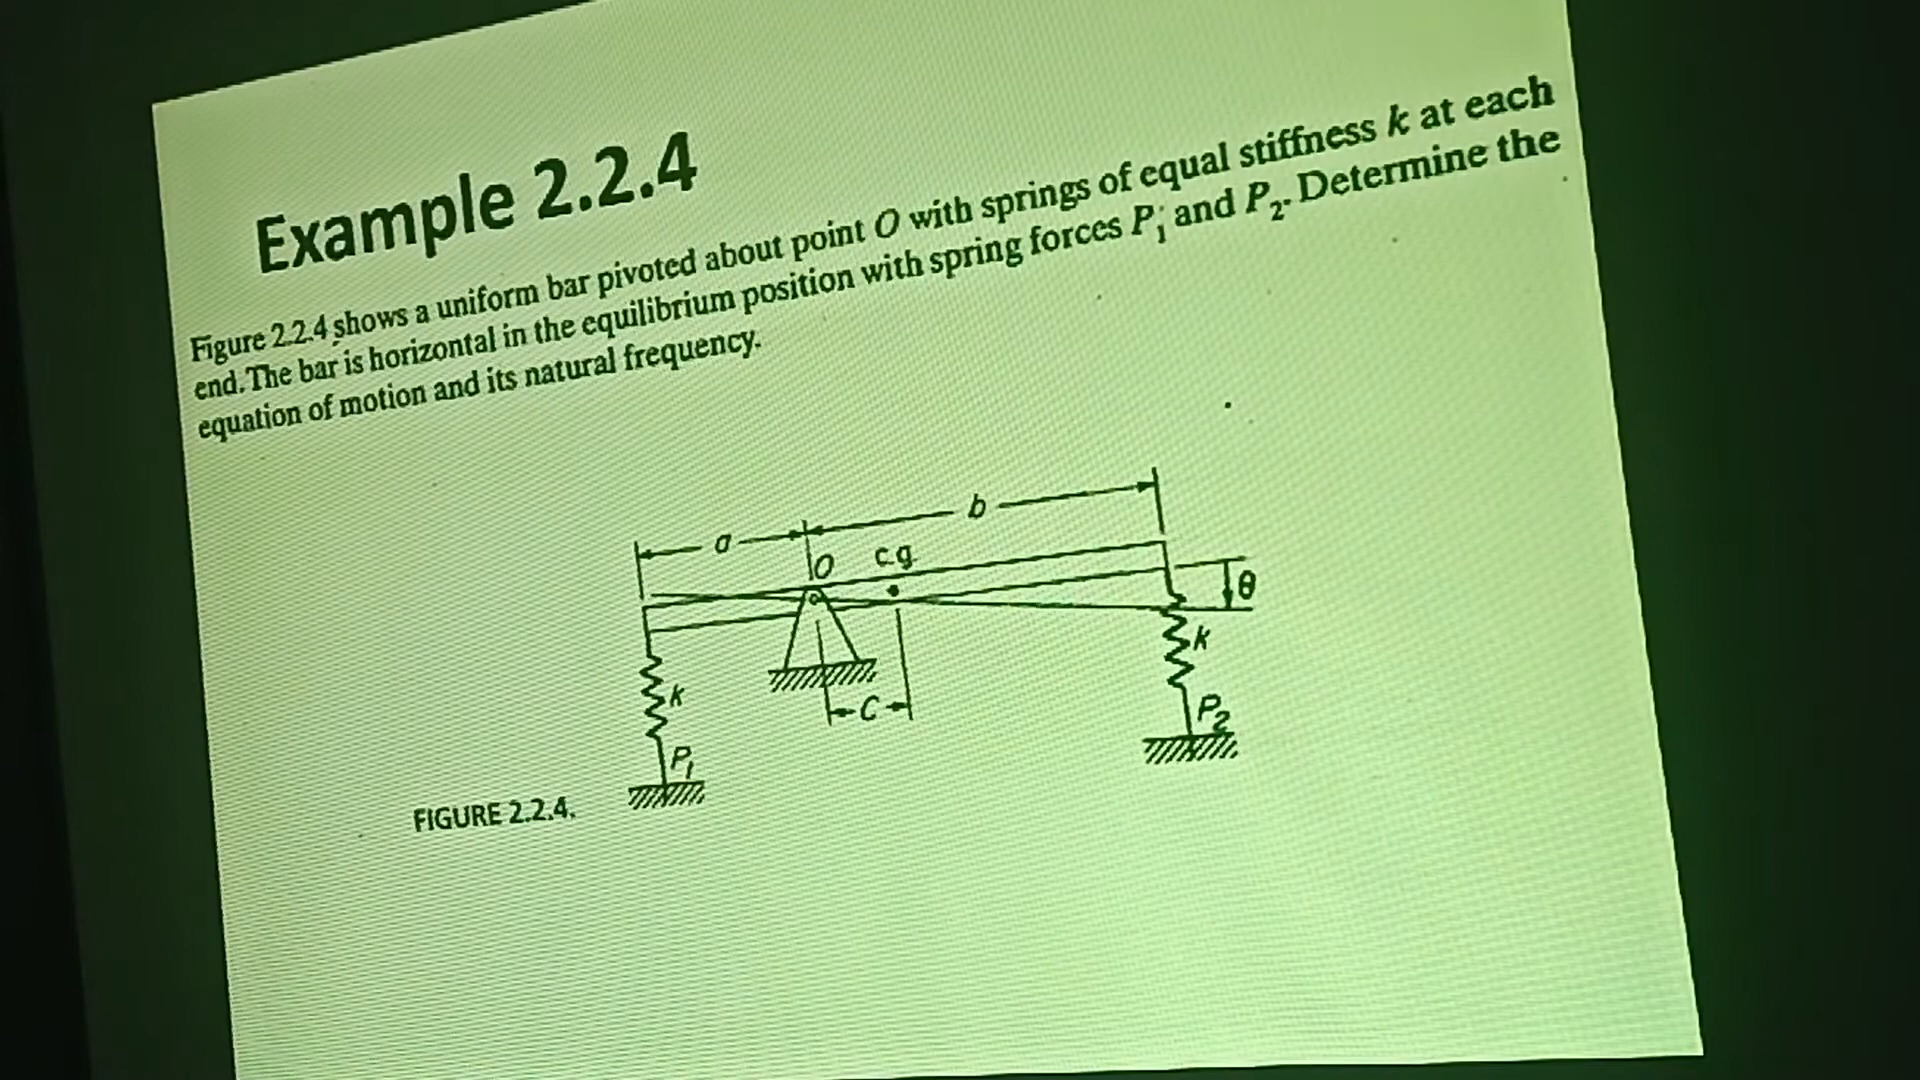 Example 2.2.4
Figure 2.2.4 shows a uniform bar pivoted about point O with springs of equal stiffness k at each
end. The bar is horizontal in the equilibrium position with spring forces P₁ and P₂. Determine the
equation of motion and its natural frequency.
a
b
O
c.g.
θ
k
k
C
P₁
P₂
FIGURE 2.2.4.